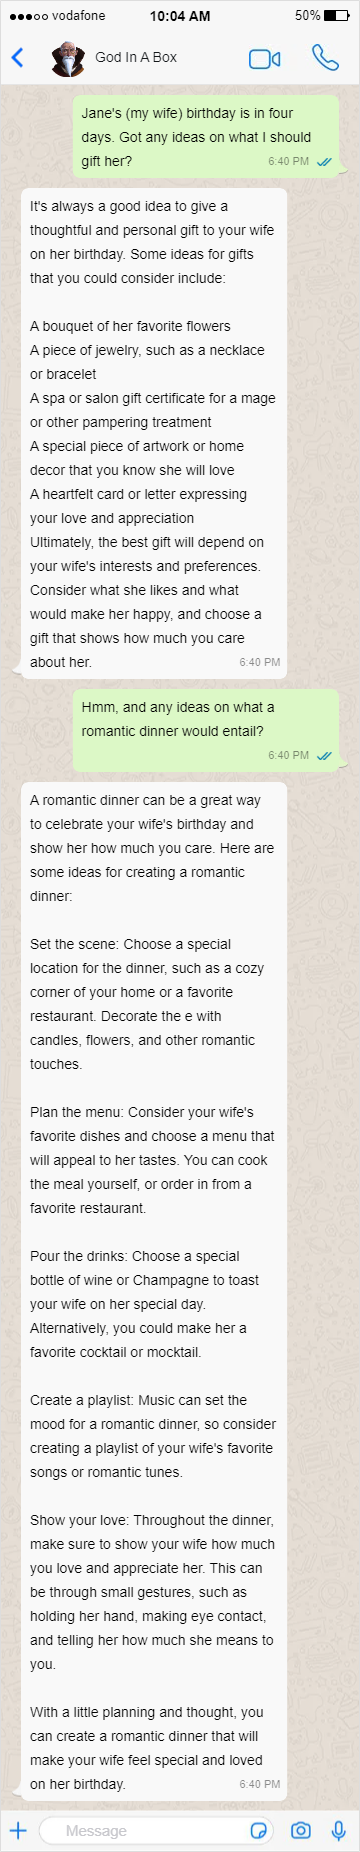 vodafone 10:04 AM 50%
God In A Box
Jane's (my wife) birthday is in four
days. Got any ideas on what I should
gift her? 6:40 PM
It's always a good idea to give a
thoughtful and personal gift to your wife
on her birthday. Some ideas for gifts
that you could consider include:
A bouquet of her favorite flowers
A piece of jewelry, such as a necklace
or bracelet
A spa or salon gift certificate for a mage
or other pampering treatment
A special piece of artwork or home
decor that you know she will love
A heartfelt card or letter expressing
your love and appreciation
Ultimately, the best gift will depend on
your wife's interests and preferences.
Consider what she likes and what
would make her happy, and choose a
gift that shows how much you care
about her. 6:40 PM
Hmm, and any ideas on what a
romantic dinner would entail?
6:40 PM
A romantic dinner can be a great way
to celebrate your wife's birthday and
show her how much you care. Here are
some ideas for creating a romantic
dinner:
Set the scene: Choose a special
location for the dinner, such as a cozy
corner of your home or a favorite
restaurant. Decorate the e with
candles, flowers, and other romantic
touches.
Plan the menu: Consider your wife's
favorite dishes and choose a menu that
will appeal to her tastes. You can cook
the meal yourself, or order in from a
favorite restaurant.
Pour the drinks: Choose a special
bottle of wine or Champagne to toast
your wife on her special day.
Alternatively, you could make her a
favorite cocktail or mocktail.
Create a playlist: Music can set the
mood for a romantic dinner, so consider
creating a playlist of your wife's favorite
songs or romantic tunes.
Show your love: Throughout the dinner,
make sure to show your wife how much
you love and appreciate her. This can
be through small gestures, such as
holding her hand, making eye contact,
and telling her how much she means to
you.
With a little planning and thought, you
can create a romantic dinner that will
make your wife feel special and loved
on her birthday. 6:40 PM
Message